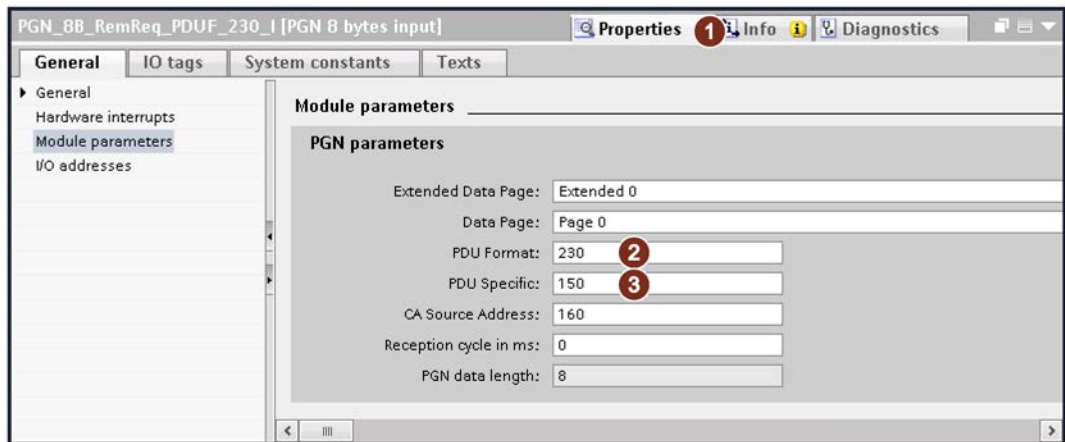 PGN_8B_RemReq_PDUF_230_I [PGN 8 bytes input]
Properties
1
Info
Diagnostics
General
IO tags
System constants
Texts
General
Hardware interrupts
Module parameters
I/O addresses
Module parameters
PGN parameters
Extended Data Page: Extended 0
Data Page: Page 0
PDU Format: 230 2
PDU Specific: 150 3
CA Source Address: 160
Reception cycle in ms: 0
PGN data length: 8